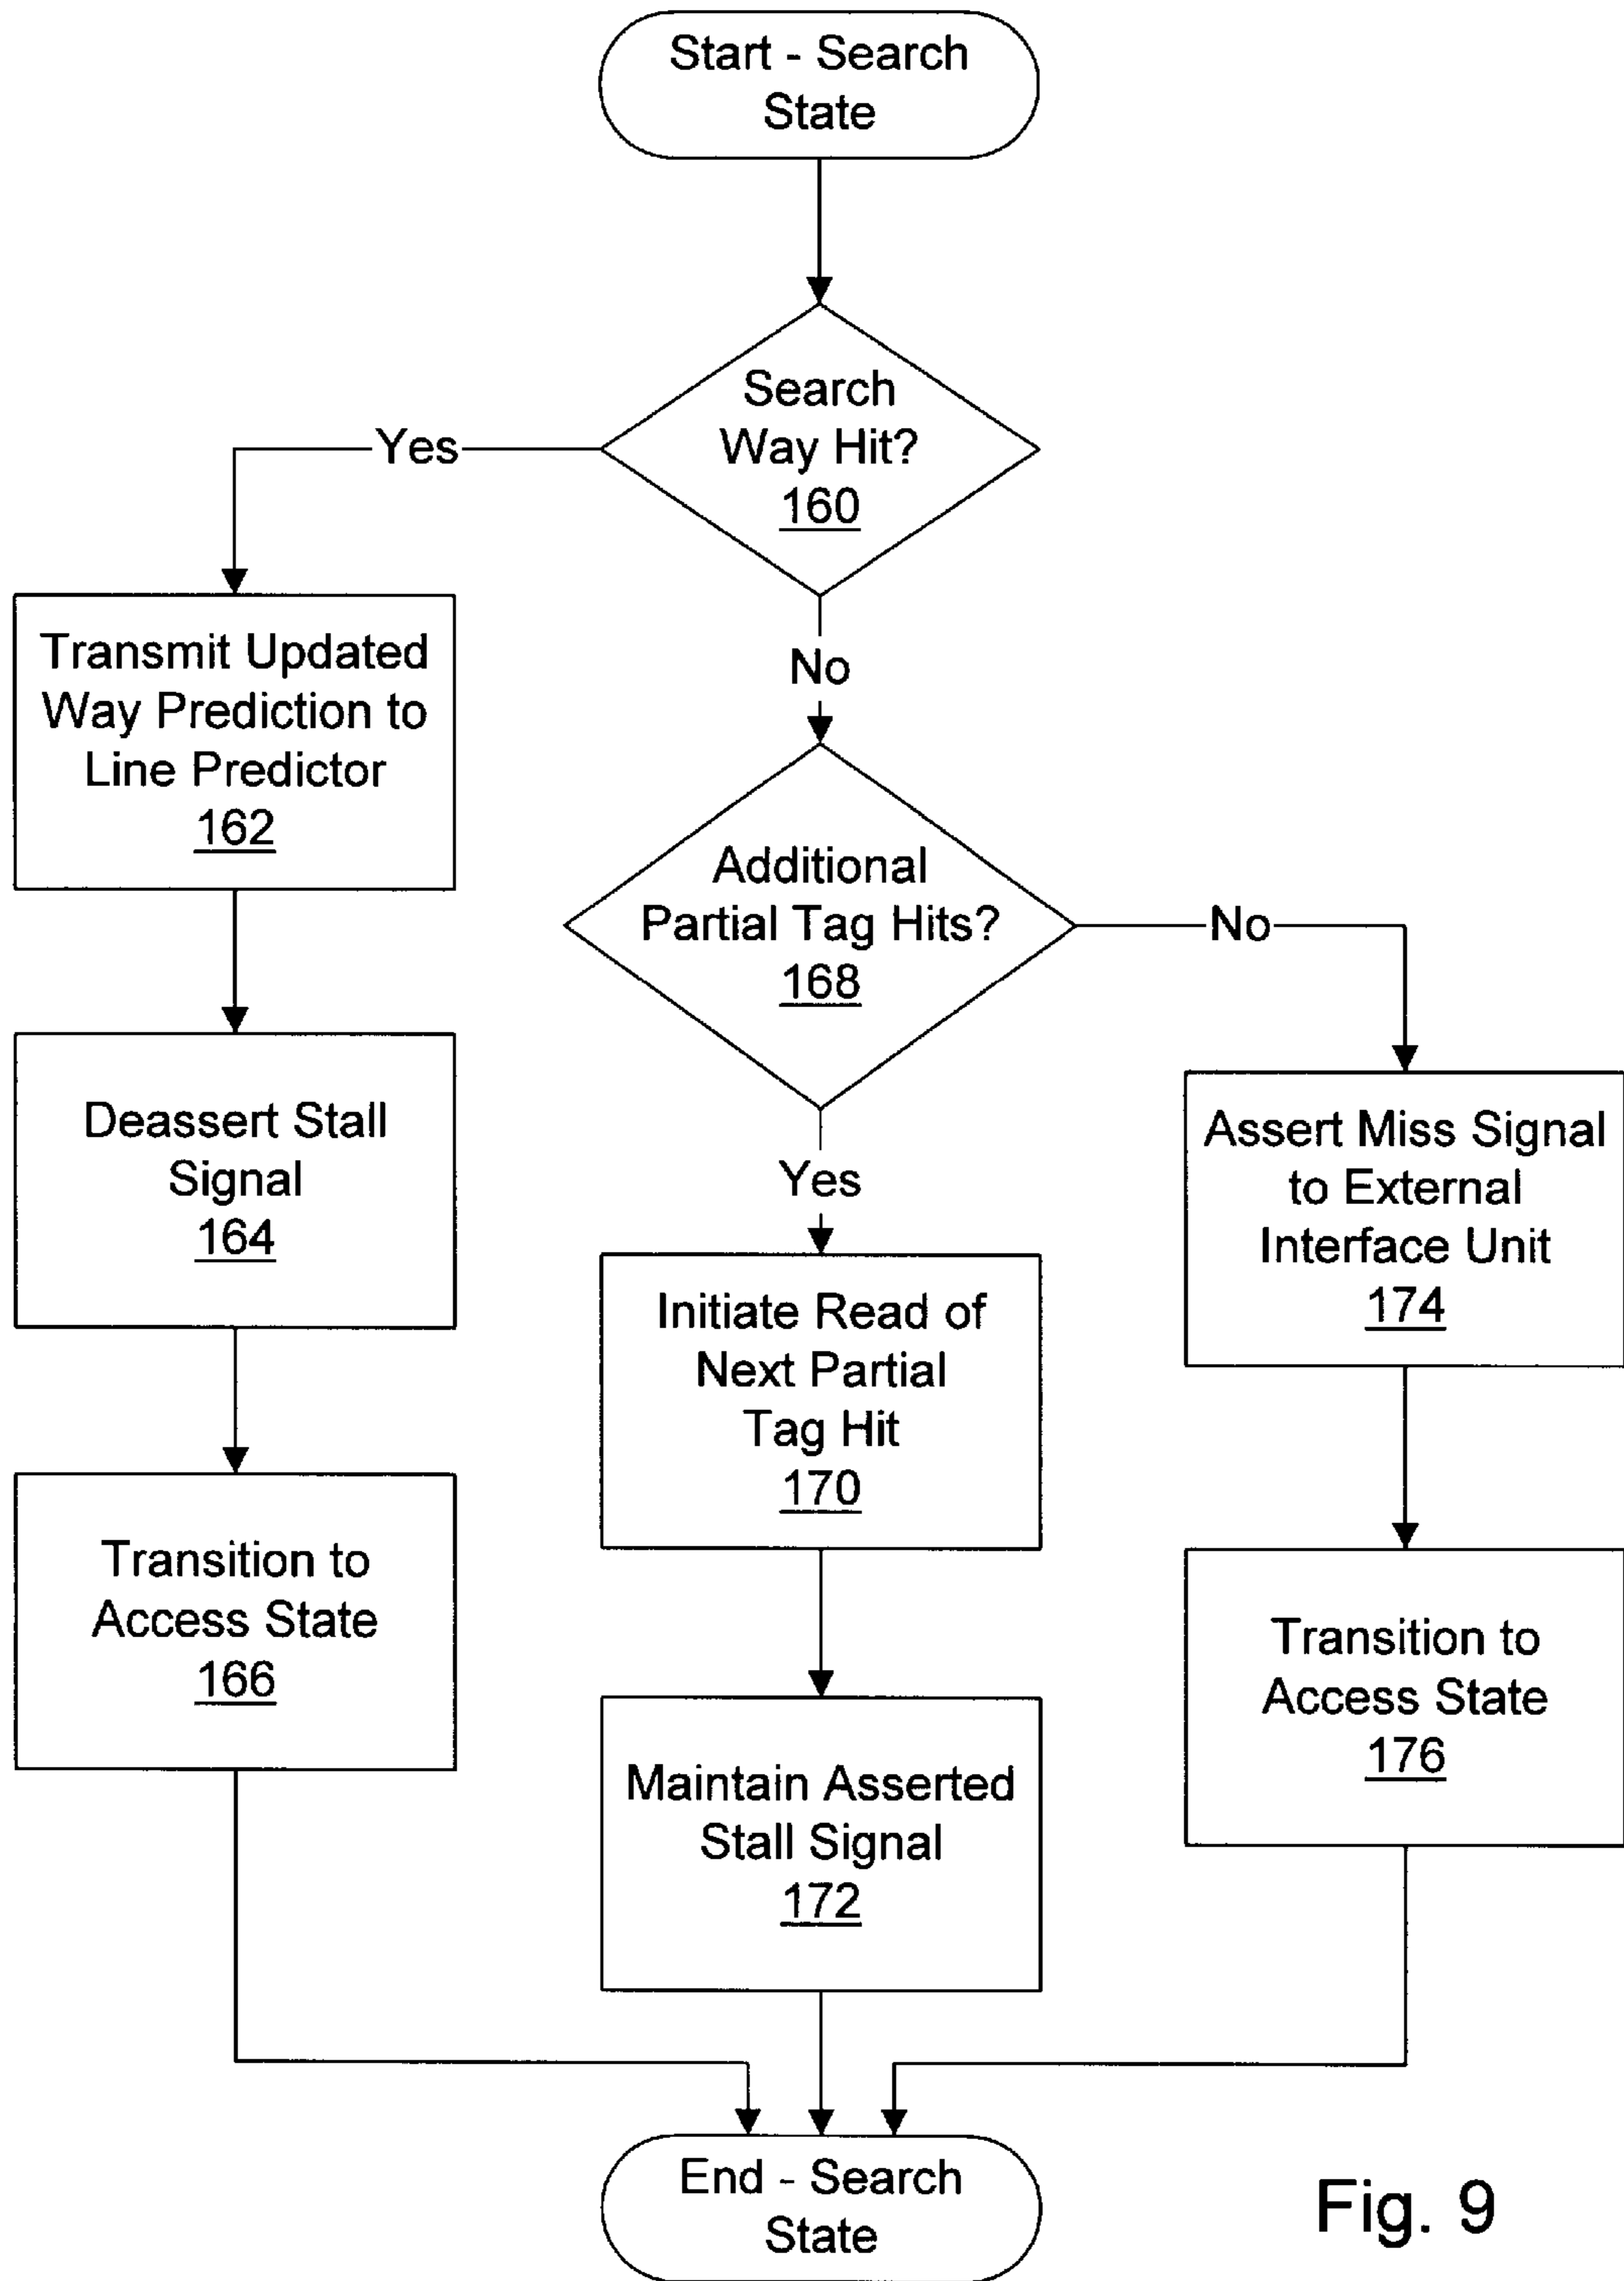 Start - Search
State
Search
Way Hit?
160
Yes
No
Transmit Updated
Way Prediction to
Line Predictor
162
Additional
Partial Tag Hits?
168
No
Yes
Deassert Stall
Signal
164
Assert Miss Signal
to External
Interface Unit
174
Initiate Read of
Next Partial
Tag Hit
170
Transition to
Access State
166
Transition to
Access State
176
Maintain Asserted
Stall Signal
172
End - Search
State
Fig. 9